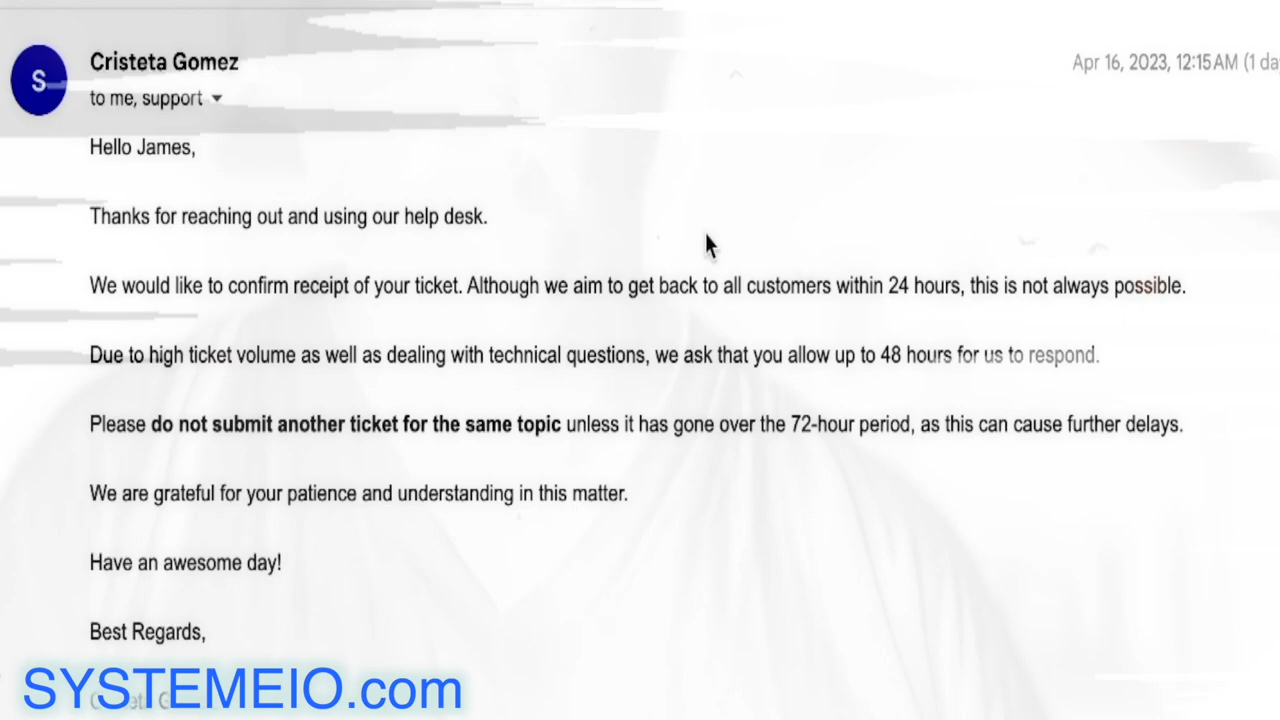 Cristeta Gomez
Apr 16, 2023, 12:15 AM (1 da
S
to me, support
Hello James,
Thanks for reaching out and using our help desk.
We would like to confirm receipt of your ticket. Although we aim to get back to all customers within 24 hours, this is not always possible.
Due to high ticket volume as well as dealing with technical questions, we ask that you allow up to 48 hours for us to respond.
Please do not submit another ticket for the same topic unless it has gone over the 72-hour period, as this can cause further delays.
We are grateful for your patience and understanding in this matter.
Have an awesome day!
Best Regards,
SYSTEMEIO.com